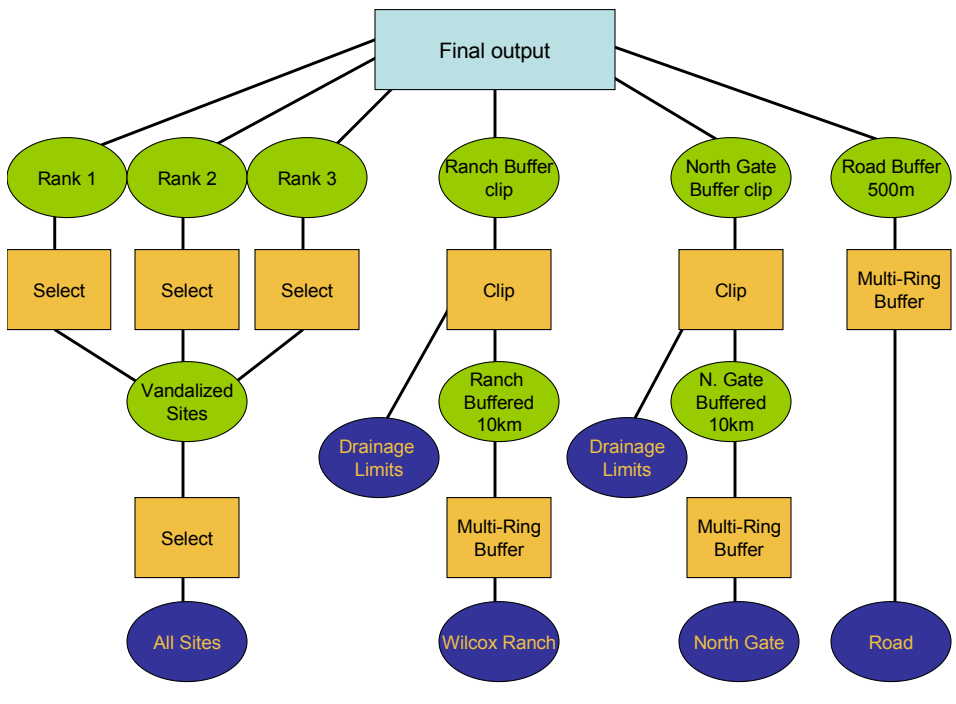 Final output
Rank 1
Rank 2
Rank 3
Ranch Buffer
clip
North Gate
Buffer clip
Road Buffer
500m
Select
Select
Select
Clip
Clip
Multi-Ring
Buffer
Vandalized
Sites
Ranch
Buffered
10km
N. Gate
Buffered
10km
Drainage
Limits
Drainage
Limits
Select
Multi-Ring
Buffer
Multi-Ring
Buffer
All Sites
Wilcox Ranch
North Gate
Road